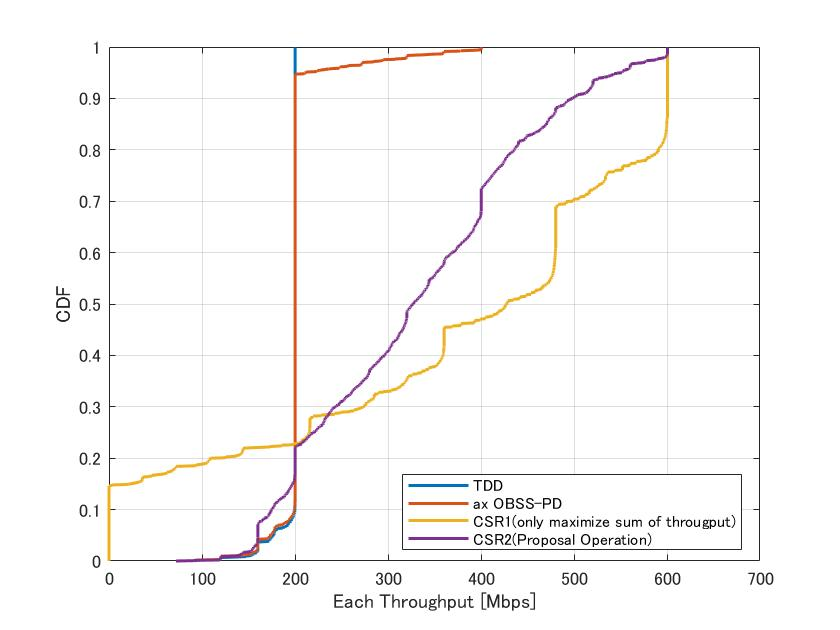 1
0.9
0.8
0.7
0.6
0.5
0.4
0.3
0.2
0.1
0
CDF
TDD
ax OBSS-PD
CSR1(only maximize sum of througput)
CSR2(Proposal Operation)
0 100 200 300 400 500 600 700
Each Throughput [Mbps]